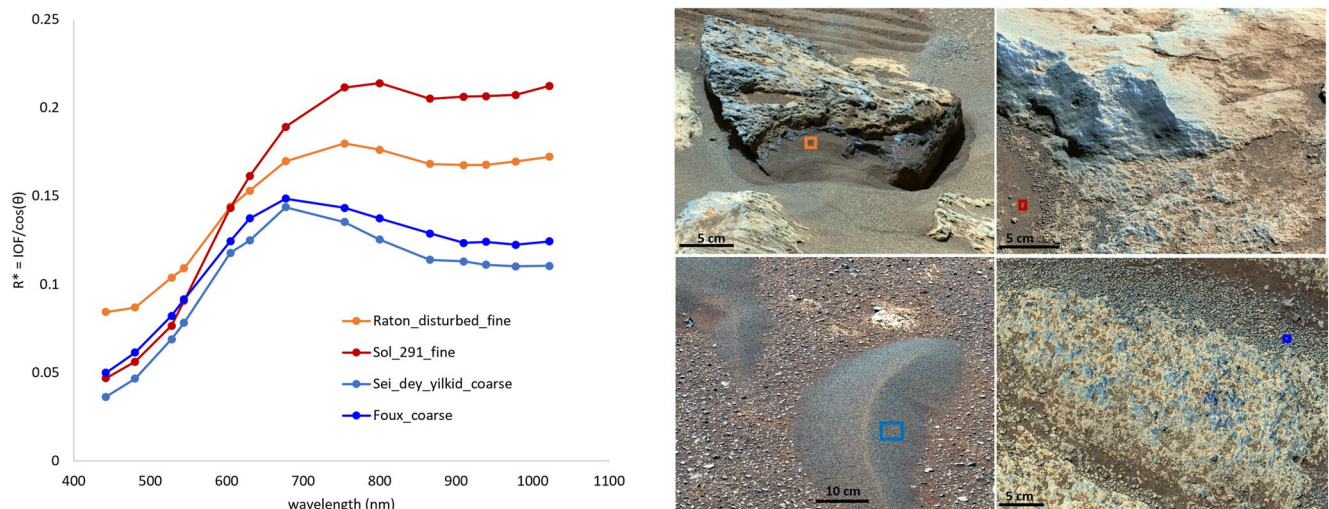 0.25
0.2
0.15
0.1
0.05
0
R* = IOF/cos(θ)
400 500 600 700 800 900 1000 1100
wavelength (nm)
Raton_disturbed_fine
Sol_291_fine
Sei_dey_yilkid_coarse
Foux_coarse
5 cm
5 cm
10 cm
5 cm